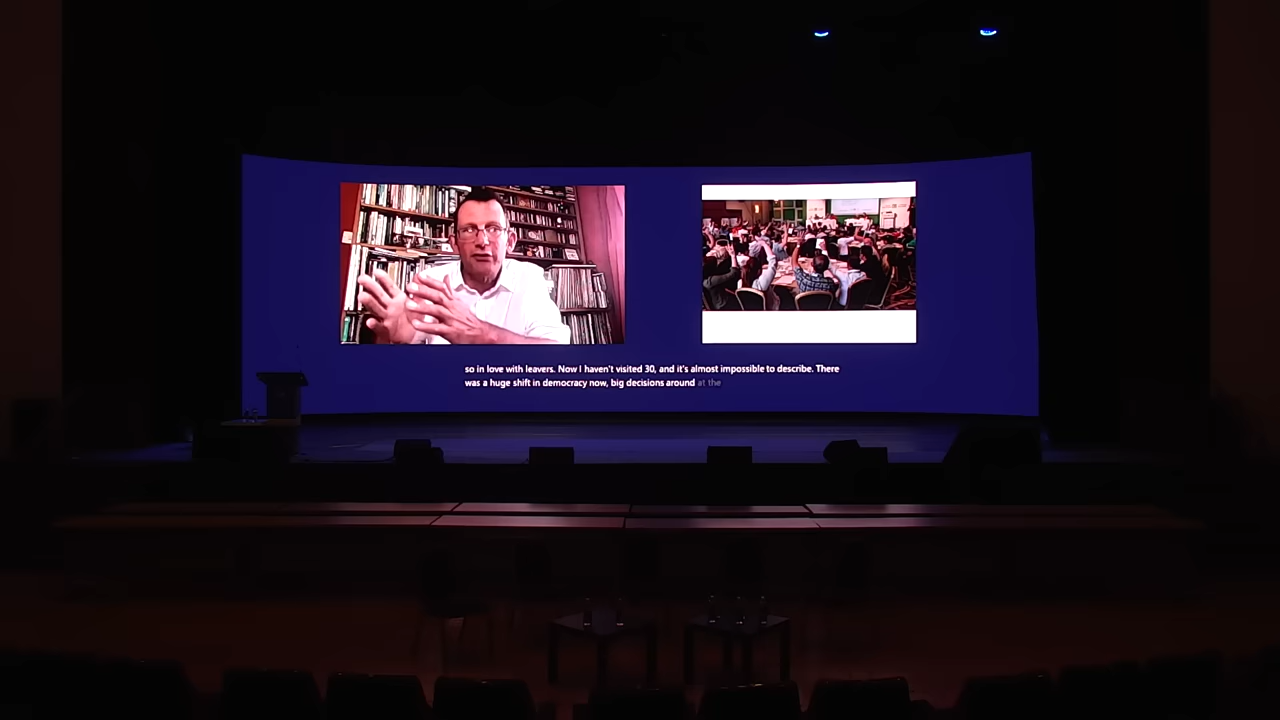 so in love with leavers. Now I haven't visited 30, and it's almost impossible to describe. There
was a huge shift in democracy now, big decisions around at the